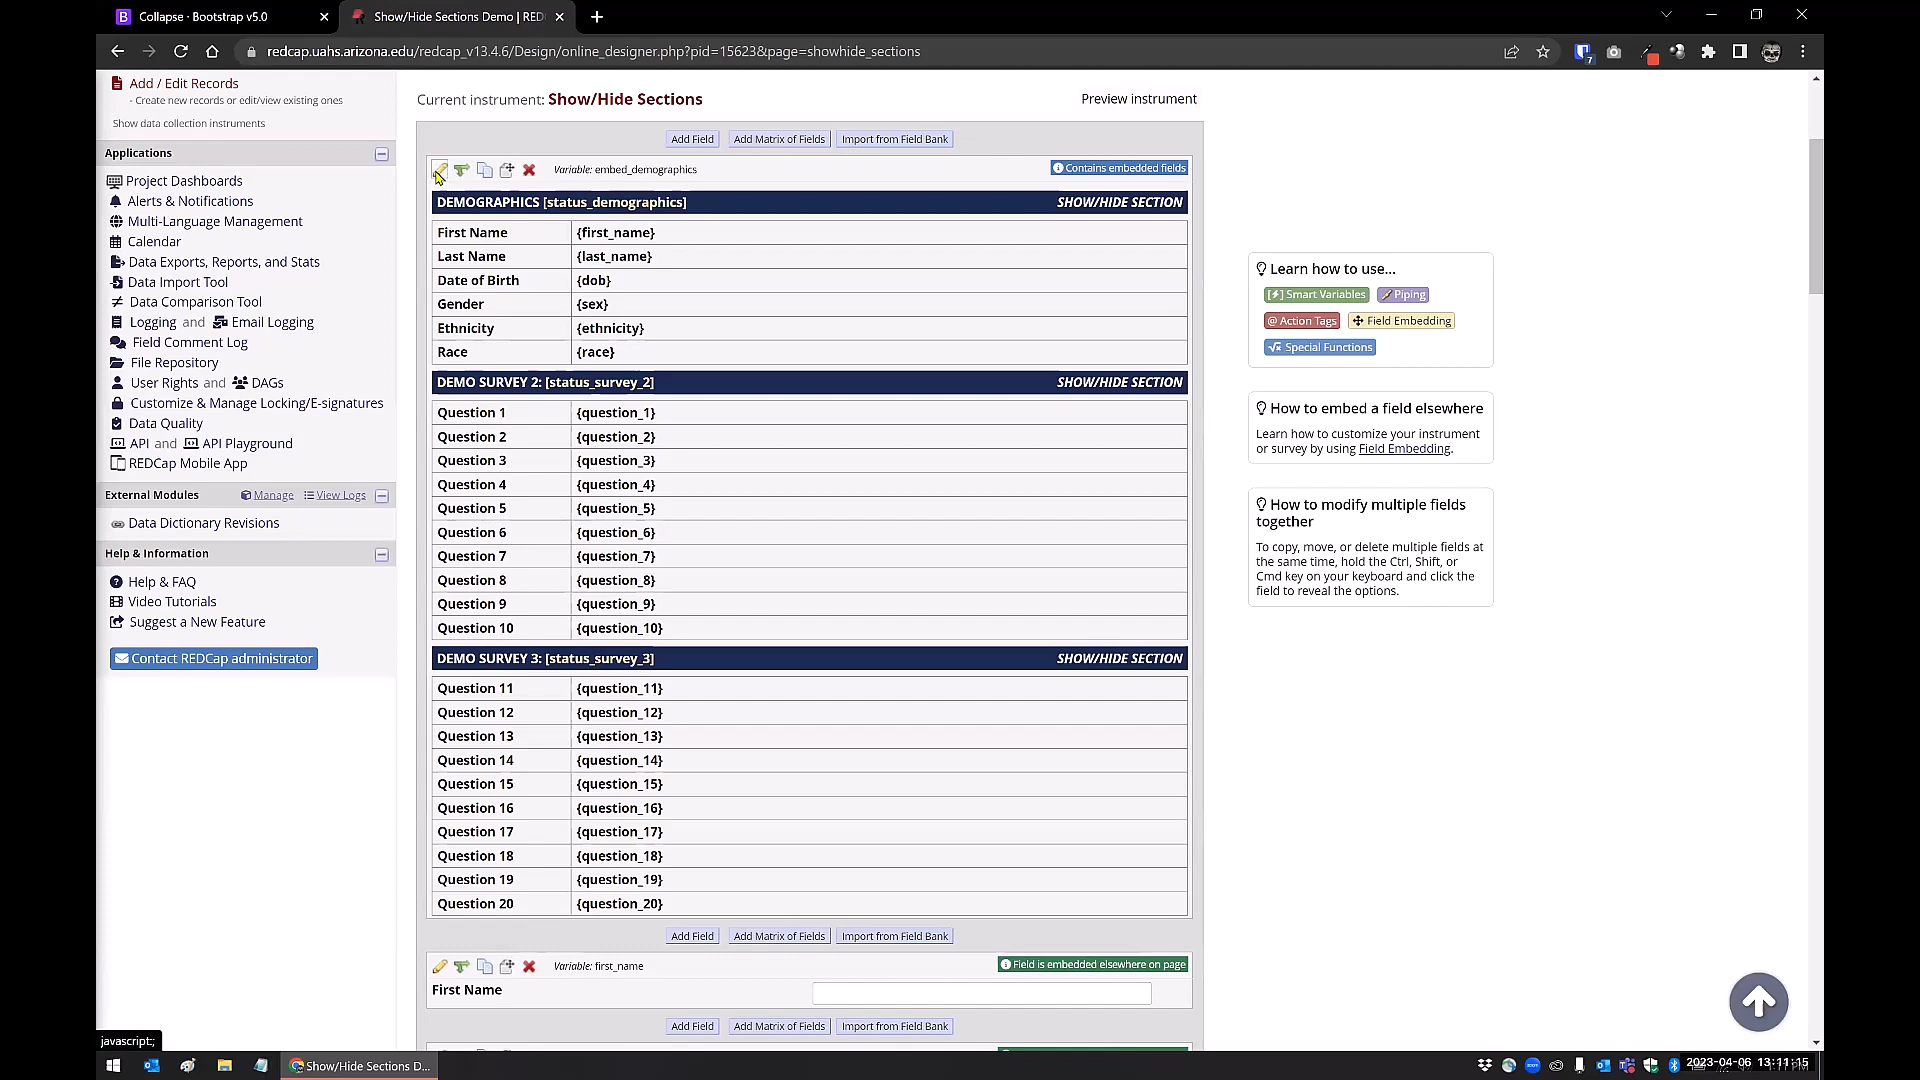 Collapse · Bootstrap v5.0
Show/Hide Sections Demo | RED
redcap.uahs.arizona.edu/redcap_v13.4.6/Design/online_designer.php?pid=15623&page=showhide_sections
7
Add / Edit Records
- Create new records or edit/view existing ones
Show data collection instruments
Applications
Project Dashboards
Alerts & Notifications
Multi-Language Management
Calendar
Data Exports, Reports, and Stats
Data Import Tool
Data Comparison Tool
Logging and Email Logging
Field Comment Log
File Repository
User Rights and DAGs
Customize & Manage Locking/E-signatures
Data Quality
API and API Playground
REDCap Mobile App
External Modules Manage View Logs
Data Dictionary Revisions
Help & Information
Help & FAQ
Video Tutorials
Suggest a New Feature
Contact REDCap administrator
Current instrument: Show/Hide Sections Preview instrument
Add Field Add Matrix of Fields Import from Field Bank
Variable: embed_demographics Contains embedded fields
DEMOGRAPHICS [status_demographics] SHOW/HIDE SECTION
First Name {first_name}
Last Name {last_name}
Date of Birth {dob}
Gender {sex}
Ethnicity {ethnicity}
Race {race}
DEMO SURVEY 2: [status_survey_2] SHOW/HIDE SECTION
Question 1 {question_1}
Question 2 {question_2}
Question 3 {question_3}
Question 4 {question_4}
Question 5 {question_5}
Question 6 {question_6}
Question 7 {question_7}
Question 8 {question_8}
Question 9 {question_9}
Question 10 {question_10}
DEMO SURVEY 3: [status_survey_3] SHOW/HIDE SECTION
Question 11 {question_11}
Question 12 {question_12}
Question 13 {question_13}
Question 14 {question_14}
Question 15 {question_15}
Question 16 {question_16}
Question 17 {question_17}
Question 18 {question_18}
Question 19 {question_19}
Question 20 {question_20}
Add Field Add Matrix of Fields Import from Field Bank
Variable: first_name Field is embedded elsewhere on page
First Name
Add Field Add Matrix of Fields Import from Field Bank
Learn how to use...
[⚡] Smart Variables Piping
@ Action Tags Field Embedding
√x Special Functions
How to embed a field elsewhere
Learn how to customize your instrument
or survey by using Field Embedding.
How to modify multiple fields
together
To copy, move, or delete multiple fields at
the same time, hold the Ctrl, Shift, or
Cmd key on your keyboard and click the
field to reveal the options.
javascript:;
Show/Hide Sections D...
2023-04-06 13:11:15